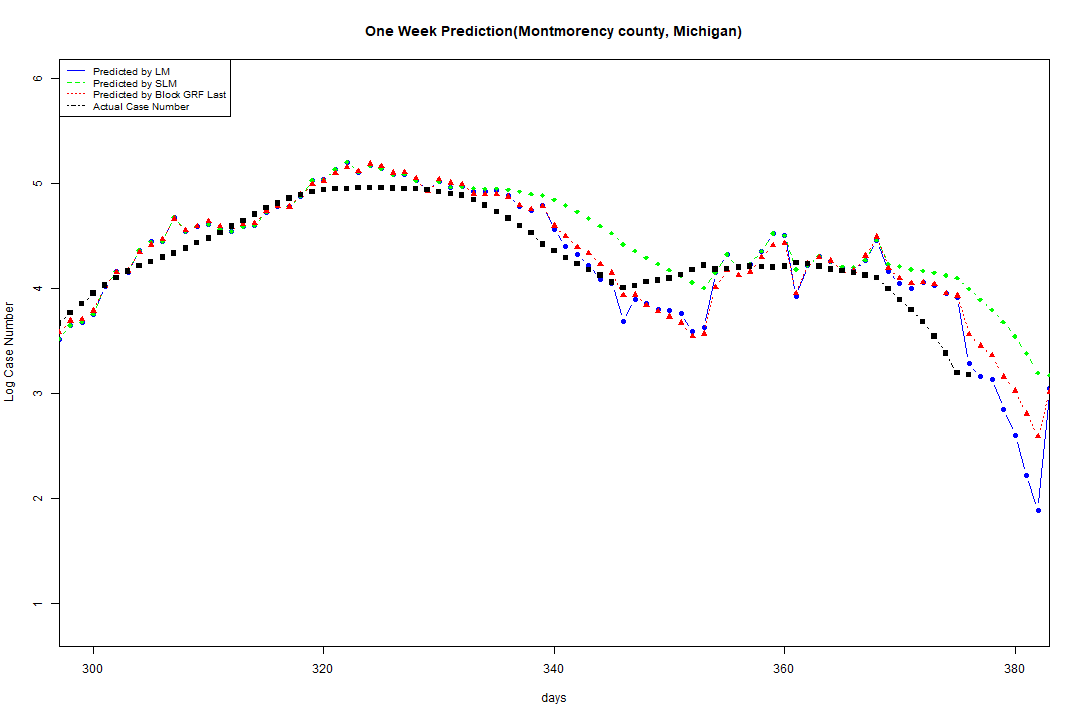 One Week Prediction(Montmorency county, Michigan)
Predicted by LM
Predicted by SLM
Predicted by Block GRF Last
Actual Case Number
6
5
4
3
2
1
Log Case Number
300 320 340 360 380
days